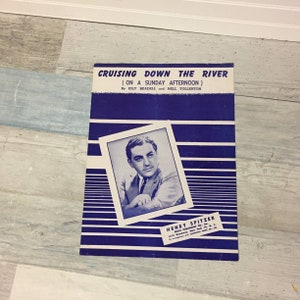 CRUISING DOWN THE RIVER
(ON A SUNDAY AFTERNOON)
By EILY BEADELL and NELL TOLLERTON
HENRY SPITZER